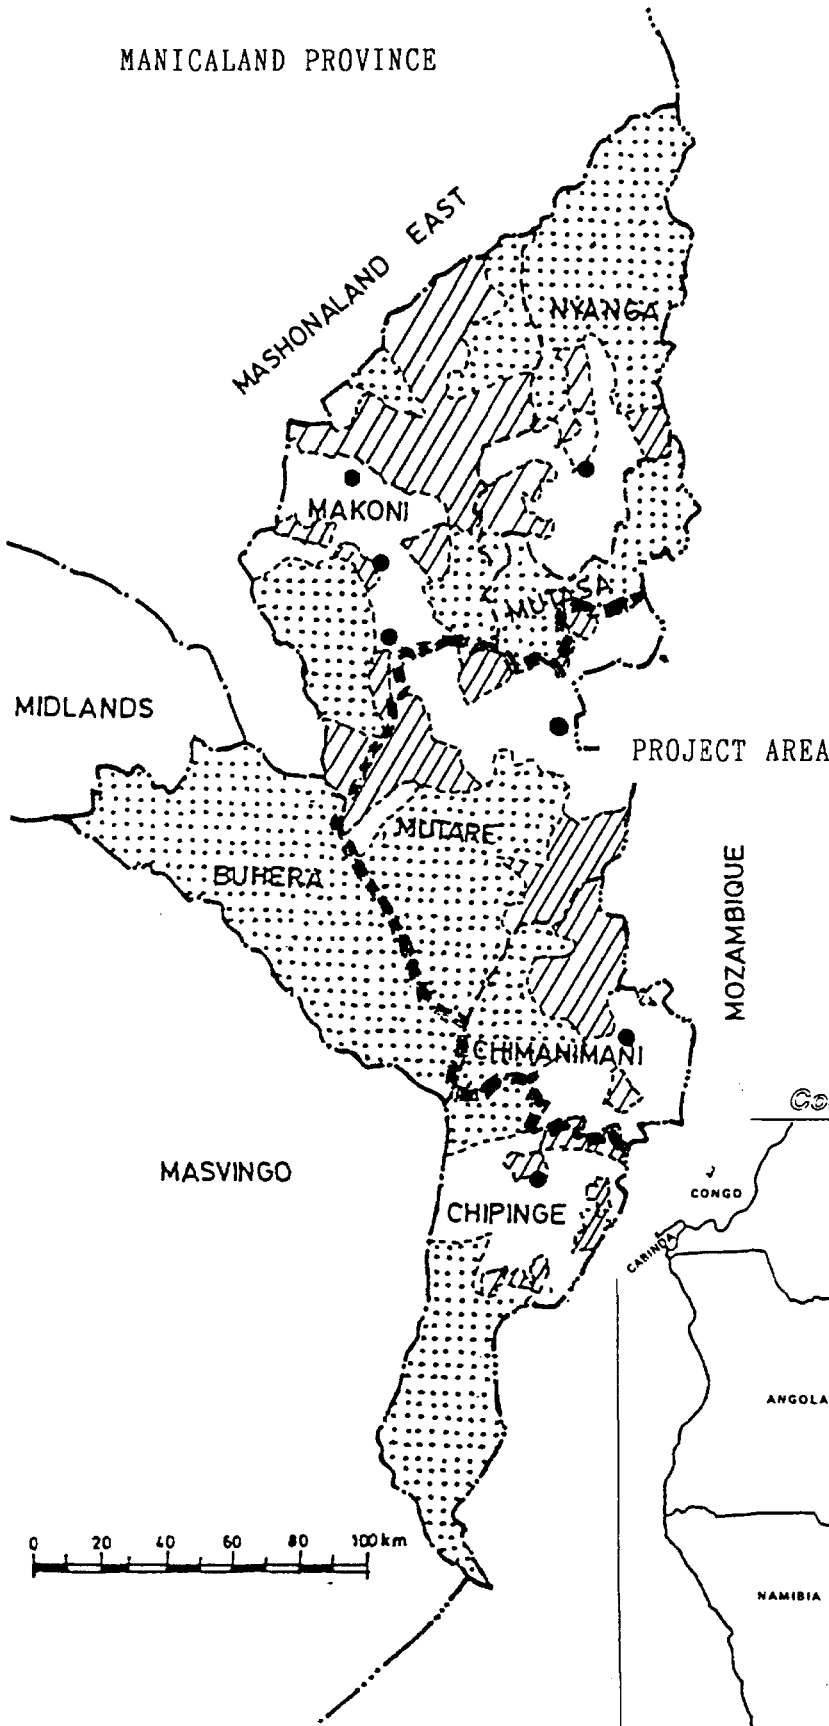 MANICALAND PROVINCE
MASHONALAND EAST
NYANGA
MAKONI
MUTASA
MIDLANDS
PROJECT AREA
MUTARE
BUHERA
MOZAMBIQUE
CHIMANIMANI
Co
MASVINGO
CONGO
CHIPINGE
CABINDA
ANGOLA
0 20 40 60 80 100 km
NAMIBIA